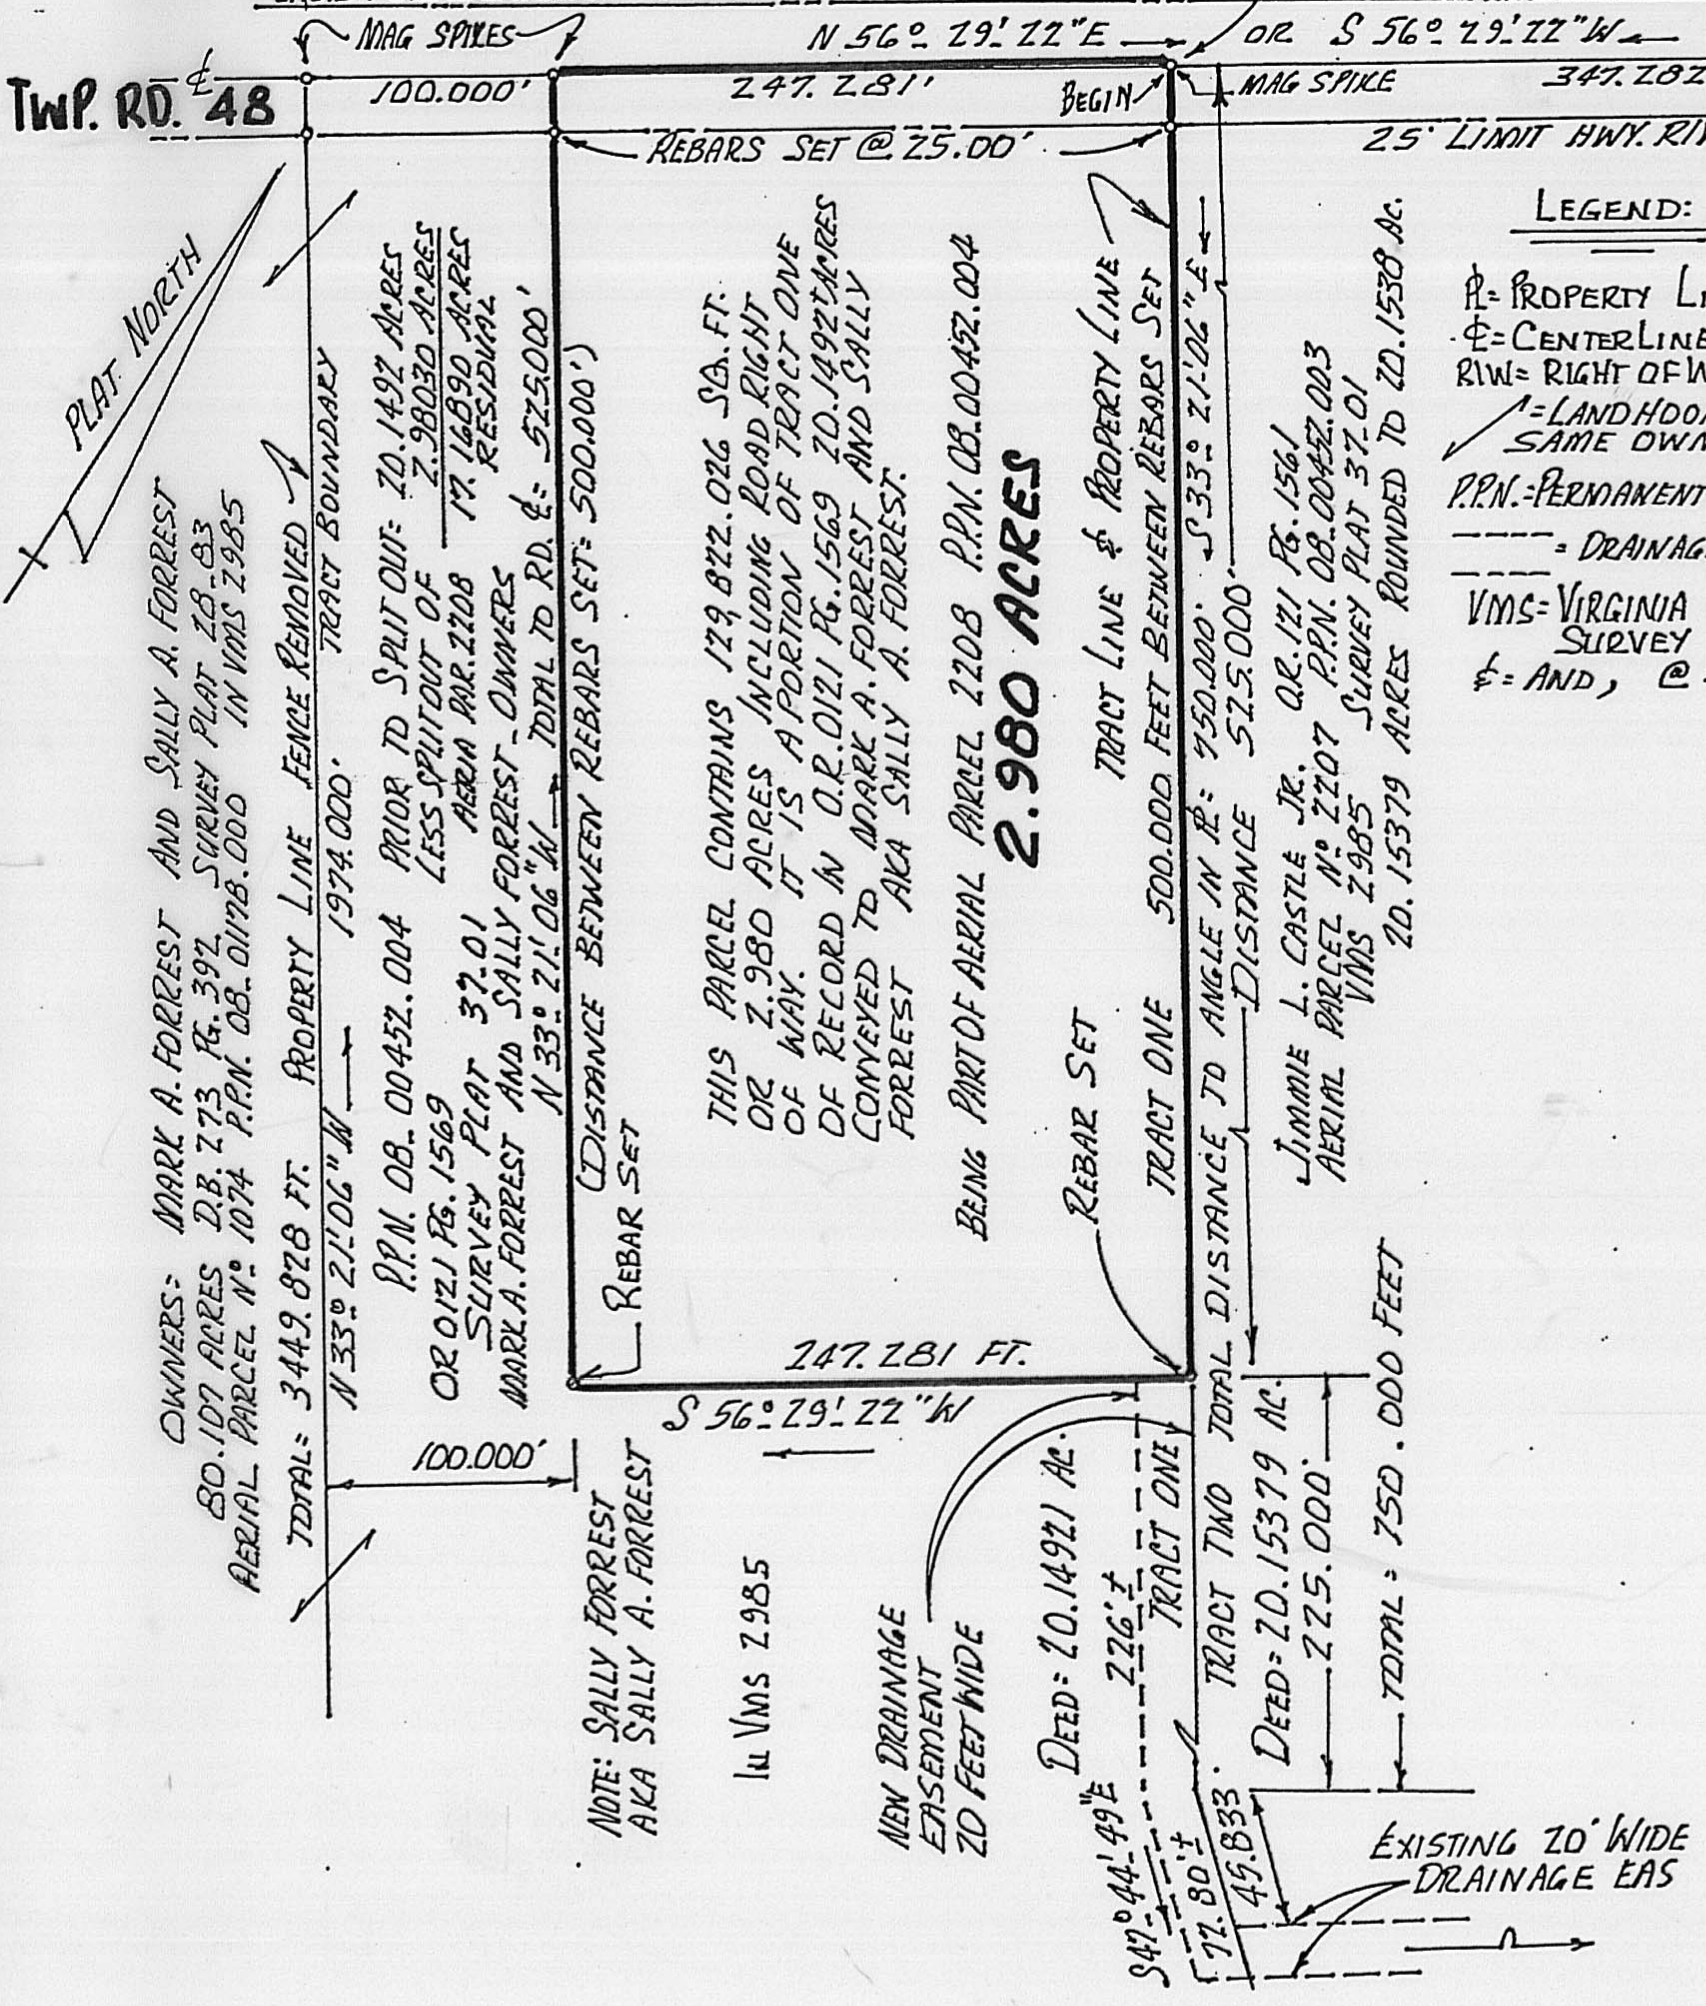 MAG SPIKES
N 56º 29' 22" E
OR S 56º 29' 22" W
TWP. RD. 48
100.000'
247.281'
BEGIN
MAG SPIKE
347.282
REBARS SET @ 25.00'
25' LIMIT HWY. R/W
PLAT NORTH
LEGEND:
PL = PROPERTY LI
CL = CENTERLINE
R/W = RIGHT OF W
= LAND HOO
SAME OWN
P.P.N. = PERMANENT
= DRAINAG
VMS = VIRGINIA
SURVEY
& = AND, @
OWNERS: MARK A. FORREST AND SALLY A. FORREST
80.107 ACRES D.B. 273 PG. 392 SURVEY PLAT 28-83
AERIAL PARCEL Nº 1074 P.P.N. 08-01178.000 IN VMS 2985
TOTAL = 3449.828 FT. PROPERTY LINE FENCE REMOVED
N 33º 21' 06" W 1974.000' TRACT BOUNDARY
P.P.N. 08-00452.004 PRIOR TO SPLIT OUT = 20.1492 ACRES
OR 0121 PG. 1569 LESS SPLITOUT OF 2.98030 ACRES
SURVEY PLAT 37-01 AERIA PAR. 2208 17.16890 ACRES
RESIDUAL
MARK A. FORREST AND SALLY FORREST - OWNERS
N 33º 21' 06" W TOTAL TO RD. CL = 525.000'
(DISTANCE BETWEEN REBARS SET = 500.000')
REBAR SET
THIS PARCEL CONTAINS 129,822.026 SQ. FT.
OR 2.980 ACRES INCLUDING ROAD RIGHT
OF WAY. IT IS A PORTION OF TRACT ONE
OF RECORD IN O.R. 0121 PG. 1569 20.1492± ACRES
CONVEYED TO MARK A. FORREST AND SALLY
FORREST AKA SALLY A. FORREST.
BEING PART OF AERIAL PARCEL 2208 P.P.N. 08.00452.004
2.980 ACRES
REBAR SET
TRACT LINE & PROPERTY LINE
TRACT ONE 500.000 FEET BETWEEN REBARS SET
TOTAL DISTANCE TO ANGLE IN PL = 750.000' S 33º 21' 06" E
DISTANCE 525.000'
JIMMIE L. CASTLE JR. O.R. 121 PG. 1561
AERIAL PARCEL Nº 2207 P.P.N. 08.00452.003
VMS 2985 SURVEY PLAT 37-01
20.15379 ACRES ROUNDED TO 20.1538 AC.
247.281 FT.
S 56º 29' 22" W
100.000'
NOTE: SALLY FORREST
AKA SALLY A. FORREST
IN VMS 2985
NEW DRAINAGE
EASEMENT
20 FEET WIDE
DEED = 20.14921 AC.
S 47º 44' 49" E 226'±
TRACT ONE
TRACT TWO
DEED = 20.15379 AC.
225.000'
TOTAL = 750.000 FEET
72.80'±
45.833'
EXISTING 20' WIDE
DRAINAGE EAS